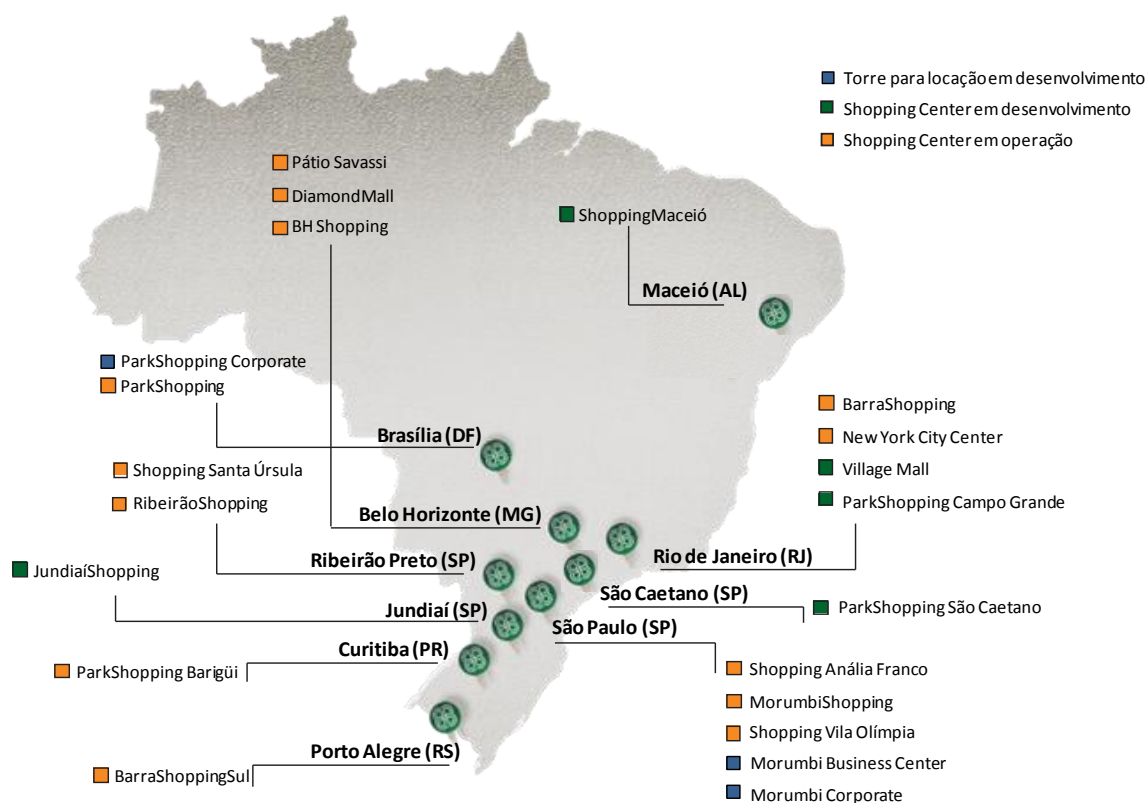 Torre para locação em desenvolvimento
Shopping Center em desenvolvimento
Shopping Center em operação
Pátio Savassi
DiamondMall
BH Shopping
ShoppingMaceió
Maceió (AL)
ParkShopping Corporate
ParkShopping
Brasília (DF)
BarraShopping
New York City Center
Village Mall
ParkShopping Campo Grande
Shopping Santa Úrsula
RibeirãoShopping
Belo Horizonte (MG)
Rio de Janeiro (RJ)
Ribeirão Preto (SP)
JundiaíShopping
São Caetano (SP)
ParkShopping São Caetano
Jundiaí (SP)
São Paulo (SP)
Curitiba (PR)
ParkShopping Barigüi
Shopping Anália Franco
MorumbiShopping
Shopping Vila Olímpia
Morumbi Business Center
Morumbi Corporate
Porto Alegre (RS)
BarraShoppingSul